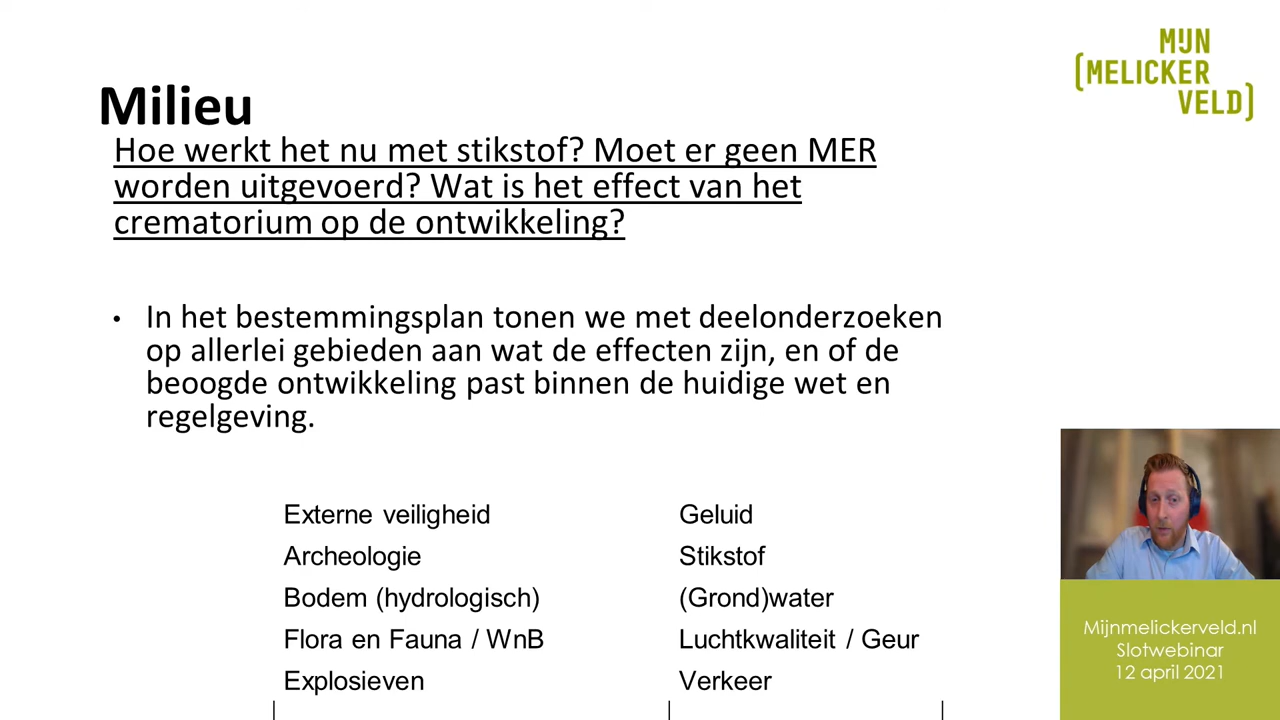 MIJN
[MELICKER
VELD]
Milieu
Hoe werkt het nu met stikstof? Moet er geen MER
worden uitgevoerd? Wat is het effect van het
crematorium op de ontwikkeling?
• In het bestemmingsplan tonen we met deelonderzoeken
op allerlei gebieden aan wat de effecten zijn, en of de
beoogde ontwikkeling past binnen de huidige wet en
regelgeving.
Externe veiligheid Geluid
Archeologie Stikstof
Bodem (hydrologisch) (Grond)water
Flora en Fauna / WnB Luchtkwaliteit / Geur
Explosieven Verkeer
Mijnmelickerveld.nl
Slotwebinar
12 april 2021